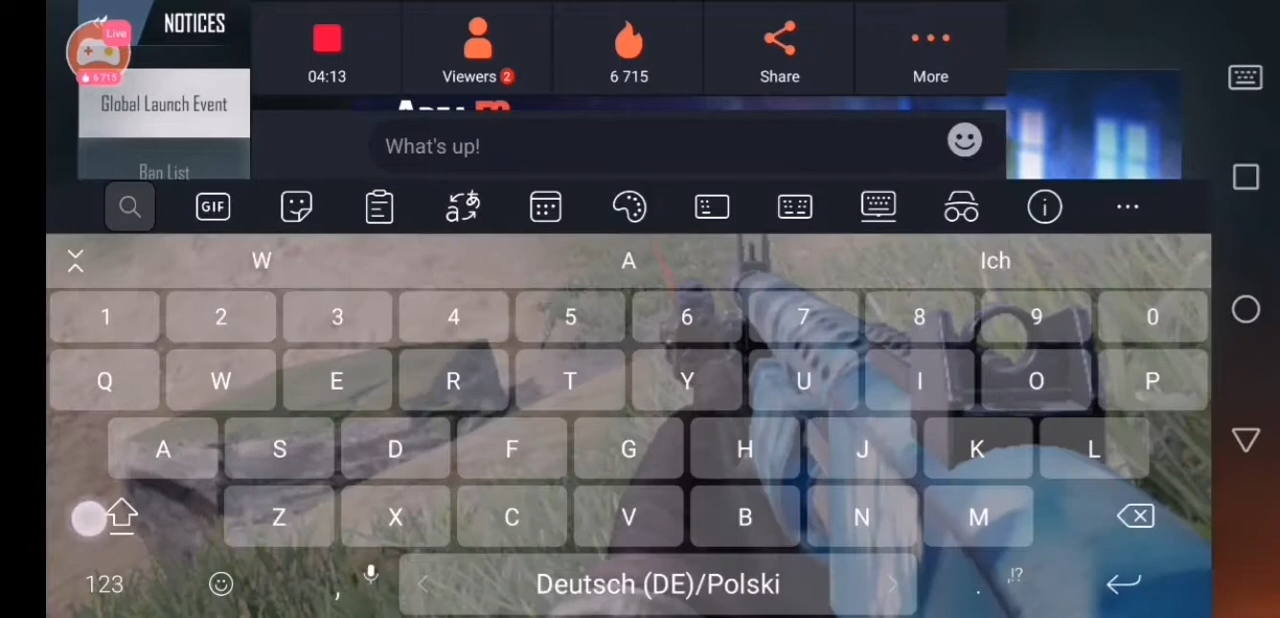 NOTICES
Live
6 715
Global Launch Event
Ban List
04:13
Viewers 2
6 715
Share
More
What's up!
GIF
W A Ich
1 2 3 4 5 6 7 8 9 0
Q W E R T Y U I O P
A S D F G H J K L
Z X C V B N M
123 , Deutsch (DE)/Polski . ,!?